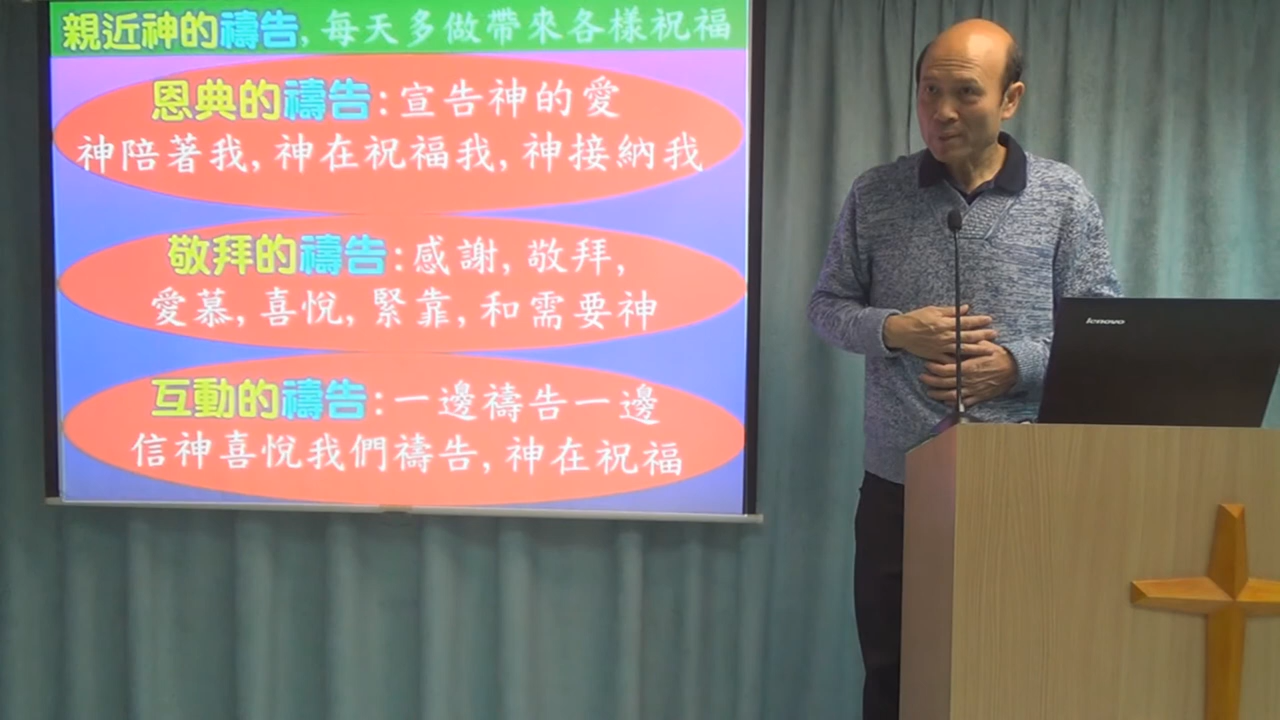 親近神的禱告, 每天多做帶來各樣祝福
恩典的禱告: 宣告神的愛
神陪著我, 神在祝福我, 神接納我
敬拜的禱告: 感謝, 敬拜,
愛慕, 喜悅, 緊靠, 和需要神
互動的禱告: 一邊禱告一邊
信神喜悅我們禱告, 神在祝福
lenovo